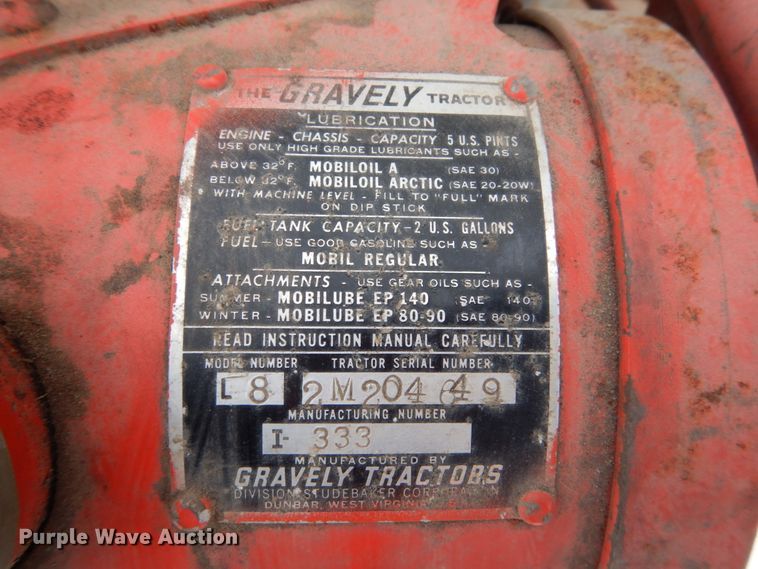 THE GRAVELY TRACTOR
LUBRICATION
ENGINE - CHASSIS - CAPACITY 5 U.S. PINTS
USE ONLY HIGH GRADE LUBRICANTS SUCH AS -
ABOVE 32°F. MOBILOIL A (SAE 30)
BELOW 32°F. MOBILOIL ARCTIC (SAE 20-20W)
WITH MACHINE LEVEL - FILL TO "FULL" MARK
ON DIP STICK
FUEL TANK CAPACITY - 2 U.S. GALLONS
FUEL - USE GOOD GASOLINE SUCH AS
MOBIL REGULAR
ATTACHMENTS - USE GEAR OILS SUCH AS -
SUMMER - MOBILUBE EP 140 (SAE 140)
WINTER - MOBILUBE EP 80-90 (SAE 80-90)
READ INSTRUCTION MANUAL CAREFULLY
MODEL NUMBER TRACTOR SERIAL NUMBER
L 8 2M204
MANUFACTURING NUMBER
I- 333
MANUFACTURED BY
GRAVELY TRACTORS
DIVISION STUDEBAKER CORPORATION
DUNBAR, WEST VIRGINIA
Purple Wave Auction